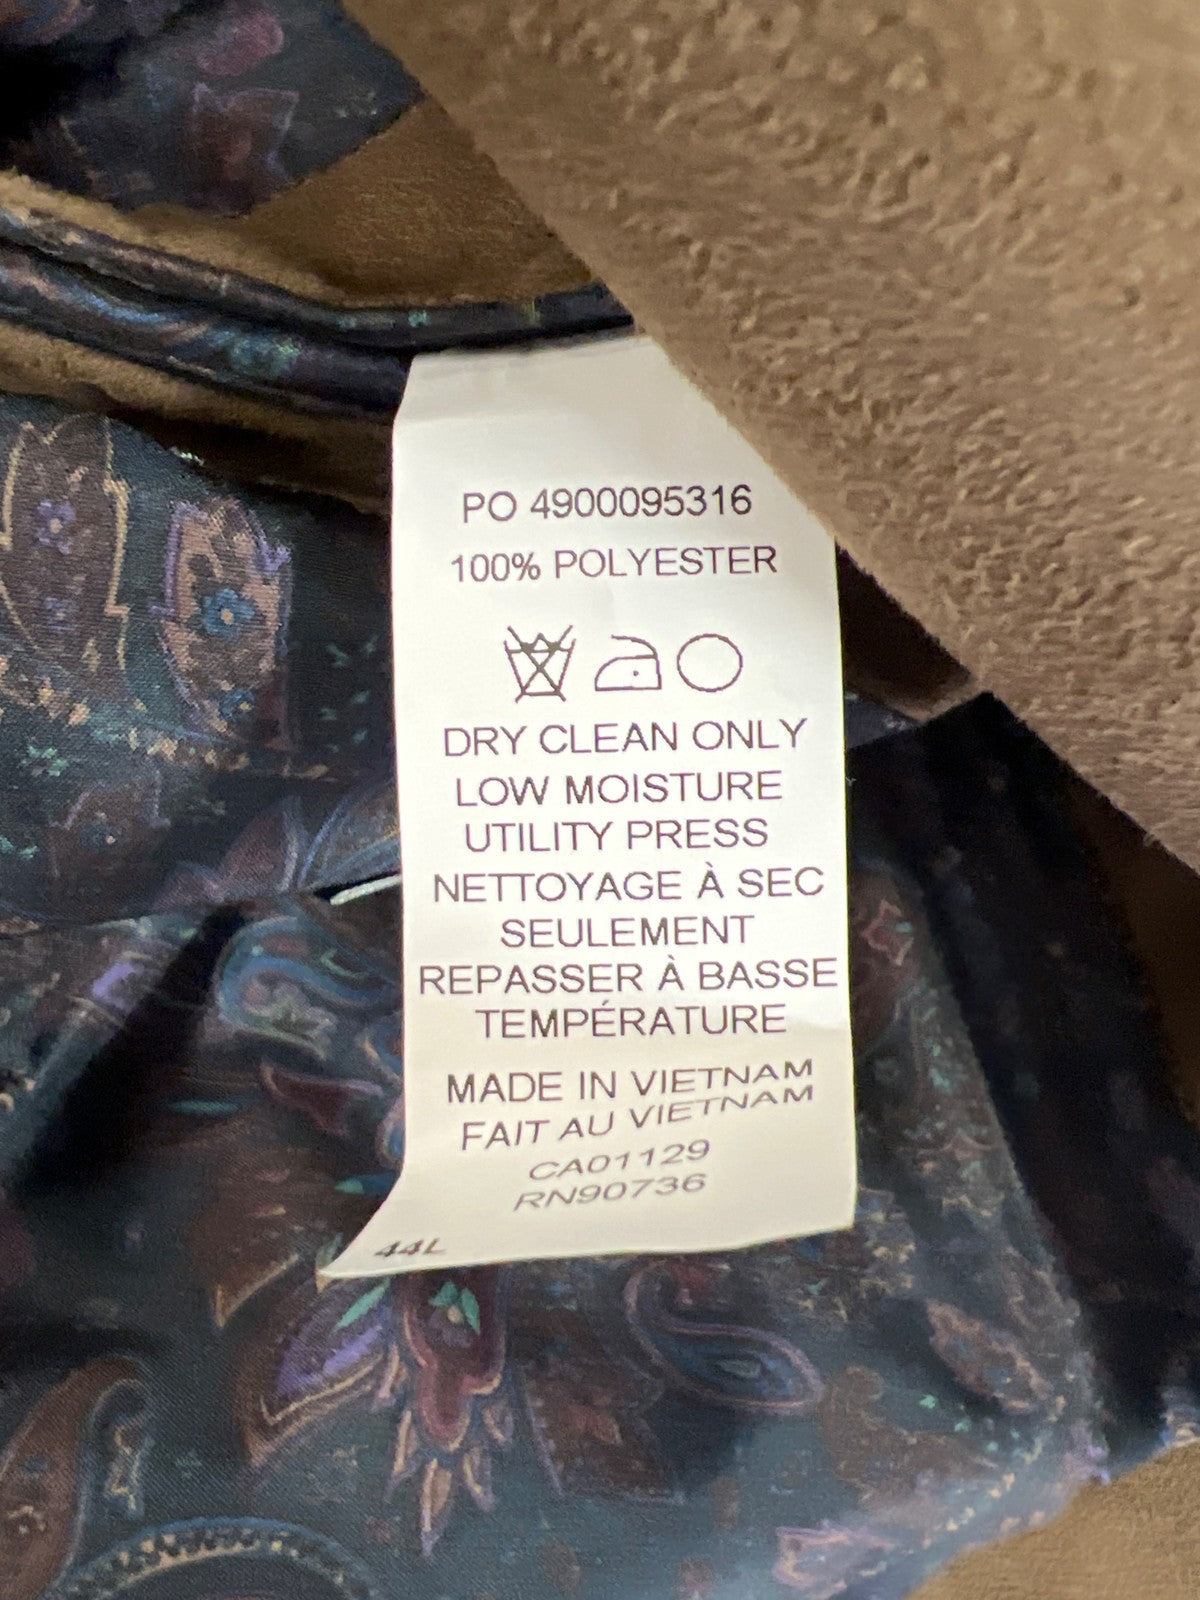 PO 4900095316
100% POLYESTER
DRY CLEAN ONLY
LOW MOISTURE
UTILITY PRESS
NETTOYAGE À SEC
SEULEMENT
REPASSER À BASSE
TEMPÉRATURE
MADE IN VIETNAM
FAIT AU VIETNAM
CA01129
RN90736
44L